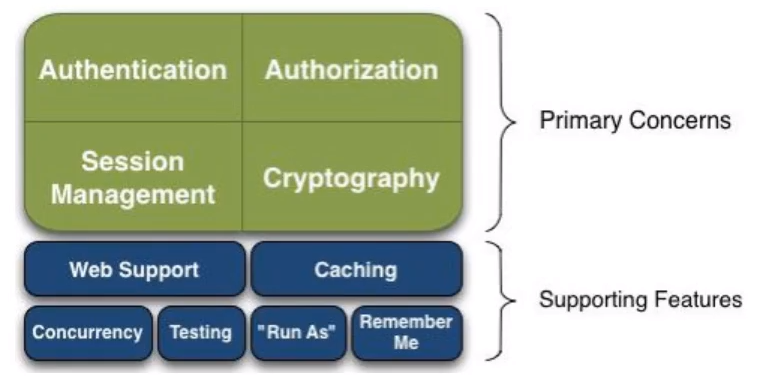 Authentication
Authorization
Primary Concerns
Session
Management
Cryptography
Web Support
Caching
Supporting Features
Concurrency
Testing
"Run As"
Remember
Me